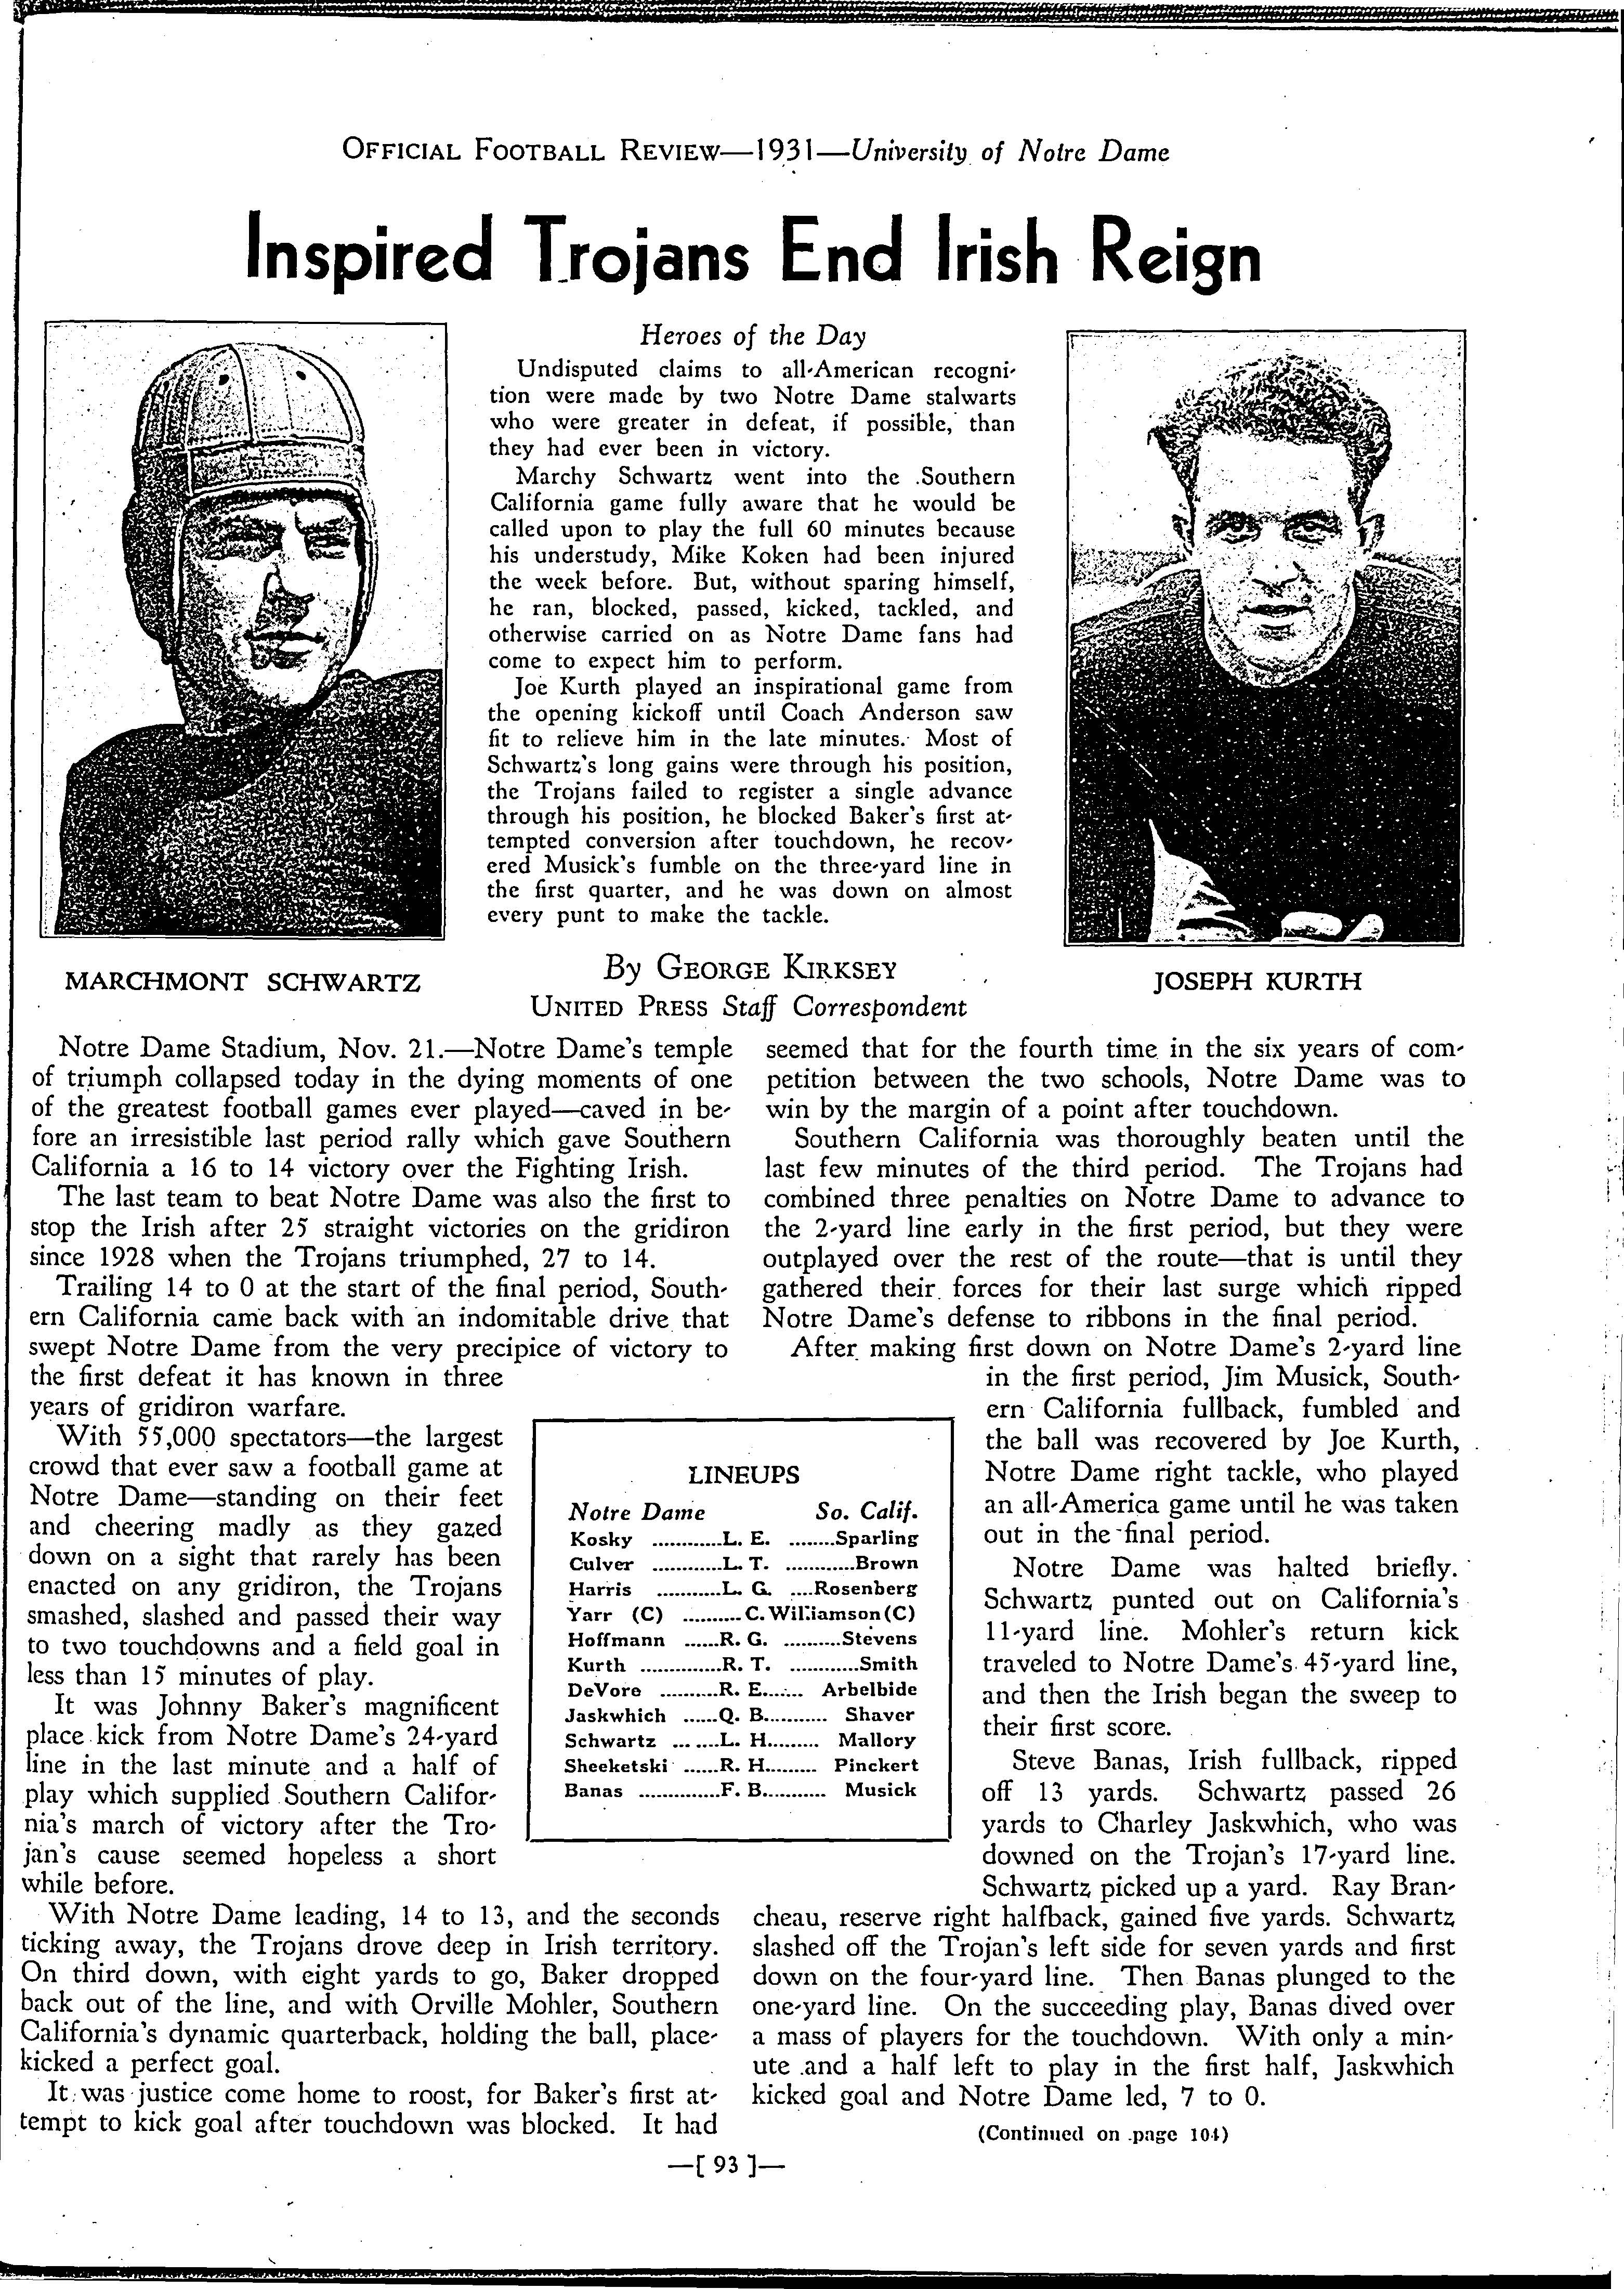 OFFICIAL FOOTBALL REVIEW—1931—University of Notre Dame
Inspired Trojans End Irish Reign
Heroes of the Day
Undisputed claims to all-American recogni-
tion were made by two Notre Dame stalwarts
who were greater in defeat, if possible, than
they had ever been in victory.
Marchy Schwartz went into the Southern
California game fully aware that he would be
called upon to play the full 60 minutes because
his understudy, Mike Koken had been injured
the week before. But, without sparing himself,
he ran, blocked, passed, kicked, tackled, and
otherwise carried on as Notre Dame fans had
come to expect him to perform.
Joe Kurth played an inspirational game from
the opening kickoff until Coach Anderson saw
fit to relieve him in the late minutes. Most of
Schwartz's long gains were through his position,
the Trojans failed to register a single advance
through his position, he blocked Baker's first at-
tempted conversion after touchdown, he recov-
ered Musick's fumble on the three-yard line in
the first quarter, and he was down on almost
every punt to make the tackle.
MARCHMONT SCHWARTZ
By GEORGE KIRKSEY
UNITED PRESS Staff Correspondent
JOSEPH KURTH
Notre Dame Stadium, Nov. 21.—Notre Dame's temple
of triumph collapsed today in the dying moments of one
of the greatest football games ever played—caved in be-
fore an irresistible last period rally which gave Southern
California a 16 to 14 victory over the Fighting Irish.
The last team to beat Notre Dame was also the first to
stop the Irish after 25 straight victories on the gridiron
since 1928 when the Trojans triumphed, 27 to 14.
Trailing 14 to 0 at the start of the final period, South-
ern California came back with an indomitable drive that
swept Notre Dame from the very precipice of victory to
the first defeat it has known in three
years of gridiron warfare.
With 55,000 spectators—the largest
crowd that ever saw a football game at
Notre Dame—standing on their feet
and cheering madly as they gazed
down on a sight that rarely has been
enacted on any gridiron, the Trojans
smashed, slashed and passed their way
to two touchdowns and a field goal in
less than 15 minutes of play.
It was Johnny Baker's magnificent
place kick from Notre Dame's 24-yard
line in the last minute and a half of
play which supplied Southern Califor-
nia's march of victory after the Tro-
jan's cause seemed hopeless a short
while before.
With Notre Dame leading, 14 to 13, and the seconds
ticking away, the Trojans drove deep in Irish territory.
On third down, with eight yards to go, Baker dropped
back out of the line, and with Orville Mohler, Southern
California's dynamic quarterback, holding the ball, place-
kicked a perfect goal.
It was justice come home to roost, for Baker's first at-
tempt to kick goal after touchdown was blocked. It had
LINEUPS
Notre Dame So. Calif.
Kosky ............L. E. ........Sparling
Culver ............L. T. ............Brown
Harris ...........L. G. ....Rosenberg
Yarr (C) ..........C. Williamson (C)
Hoffmann ......R. G. ..........Stevens
Kurth ..............R. T. ............Smith
DeVore ..........R. E....... Arbelbide
Jaskwhich ......Q. B........... Shaver
Schwartz ........L. H......... Mallory
Sheeketski ......R. H......... Pinckert
Banas ..............F. B........... Musick
seemed that for the fourth time in the six years of com-
petition between the two schools, Notre Dame was to
win by the margin of a point after touchdown.
Southern California was thoroughly beaten until the
last few minutes of the third period. The Trojans had
combined three penalties on Notre Dame to advance to
the 2-yard line early in the first period, but they were
outplayed over the rest of the route—that is until they
gathered their forces for their last surge which ripped
Notre Dame's defense to ribbons in the final period.
After making first down on Notre Dame's 2-yard line
in the first period, Jim Musick, South-
ern California fullback, fumbled and
the ball was recovered by Joe Kurth,
Notre Dame right tackle, who played
an all-America game until he was taken
out in the final period.
Notre Dame was halted briefly.
Schwartz punted out on California's
11-yard line. Mohler's return kick
traveled to Notre Dame's 45-yard line,
and then the Irish began the sweep to
their first score.
Steve Banas, Irish fullback, ripped
off 13 yards. Schwartz passed 26
yards to Charley Jaskwhich, who was
downed on the Trojan's 17-yard line.
Schwartz picked up a yard. Ray Bran-
cheau, reserve right halfback, gained five yards. Schwartz
slashed off the Trojan's left side for seven yards and first
down on the four-yard line. Then Banas plunged to the
one-yard line. On the succeeding play, Banas dived over
a mass of players for the touchdown. With only a min-
ute and a half left to play in the first half, Jaskwhich
kicked goal and Notre Dame led, 7 to 0.
(Continued on page 104)
—[ 93 ]—